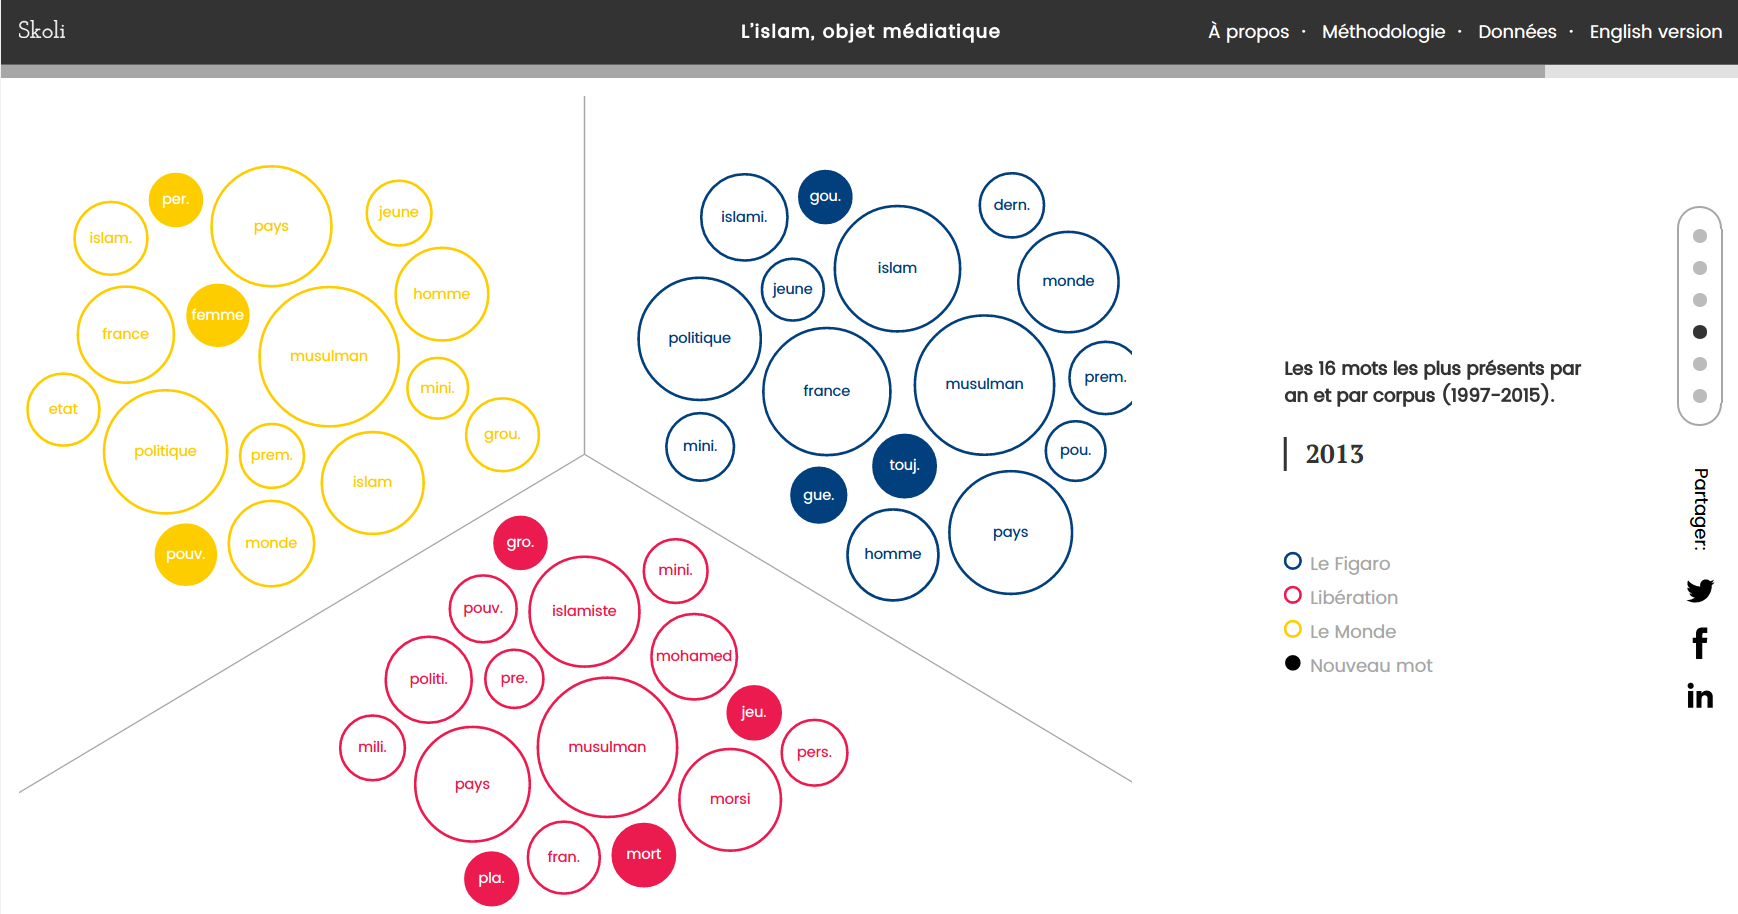 Skoli
L'islam, objet médiatique
À propos · Méthodologie · Données · English version
per.
pays
jeune
islam.
femme
homme
france
musulman
mini.
etat
grou.
politique
prem.
islam
pouv.
monde
islami.
gou.
dern.
islam
jeune
monde
politique
france
musulman
prem.
mini.
touj.
pou.
gue.
homme
pays
gro.
mini.
pouv.
islamiste
mohamed
politi.
pre.
jeu.
mili.
musulman
pers.
pays
morsi
fran.
mort
pla.
Les 16 mots les plus présents par
an et par corpus (1997-2015).
2013
Le Figaro
Libération
Le Monde
Nouveau mot
Partager: